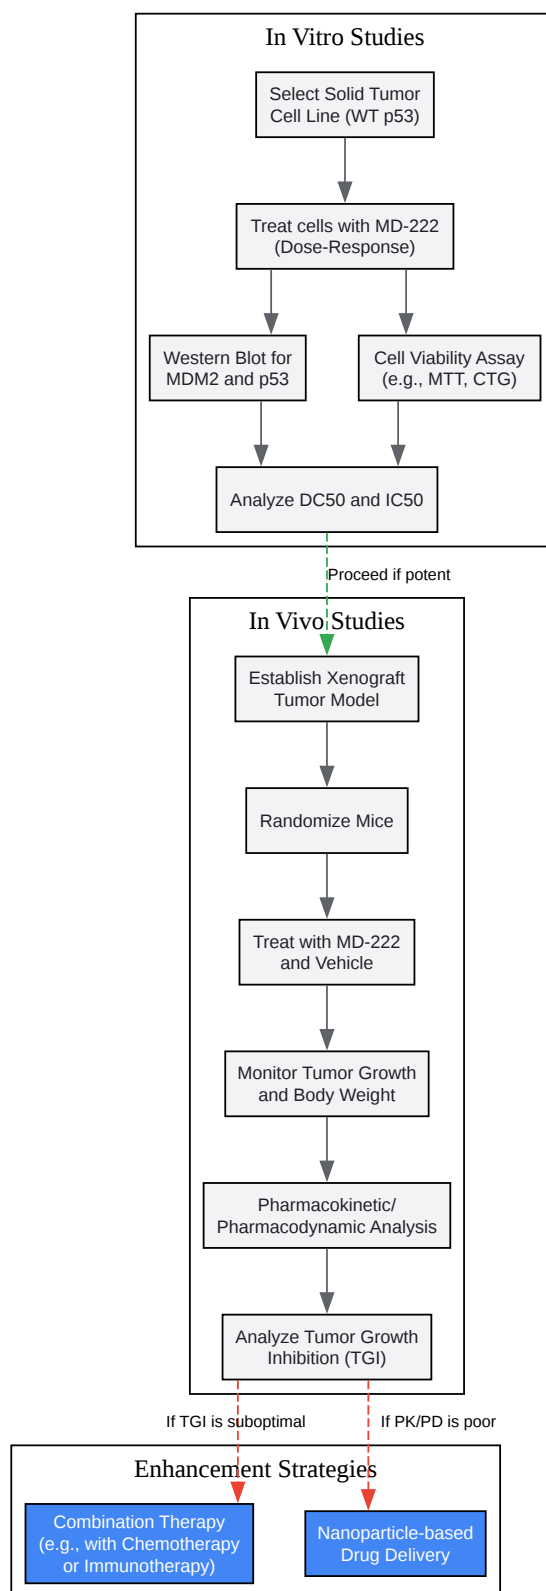 In Vitro Studies
Select Solid Tumor
Cell Line (WT p53)
Treat cells with MD-222
(Dose-Response)
Western Blot for
MDM2 and p53
Cell Viability Assay
(e.g., MTT, CTG)
Analyze DC50 and IC50
Proceed if potent
In Vivo Studies
Establish Xenograft
Tumor Model
Randomize Mice
Treat with MD-222
and Vehicle
Monitor Tumor Growth
and Body Weight
Pharmacokinetic/
Pharmacodynamic Analysis
Analyze Tumor Growth
Inhibition (TGI)
If TGI is suboptimal
If PK/PD is poor
Enhancement Strategies
Combination Therapy
(e.g., with Chemotherapy
or Immunotherapy)
Nanoparticle-based
Drug Delivery